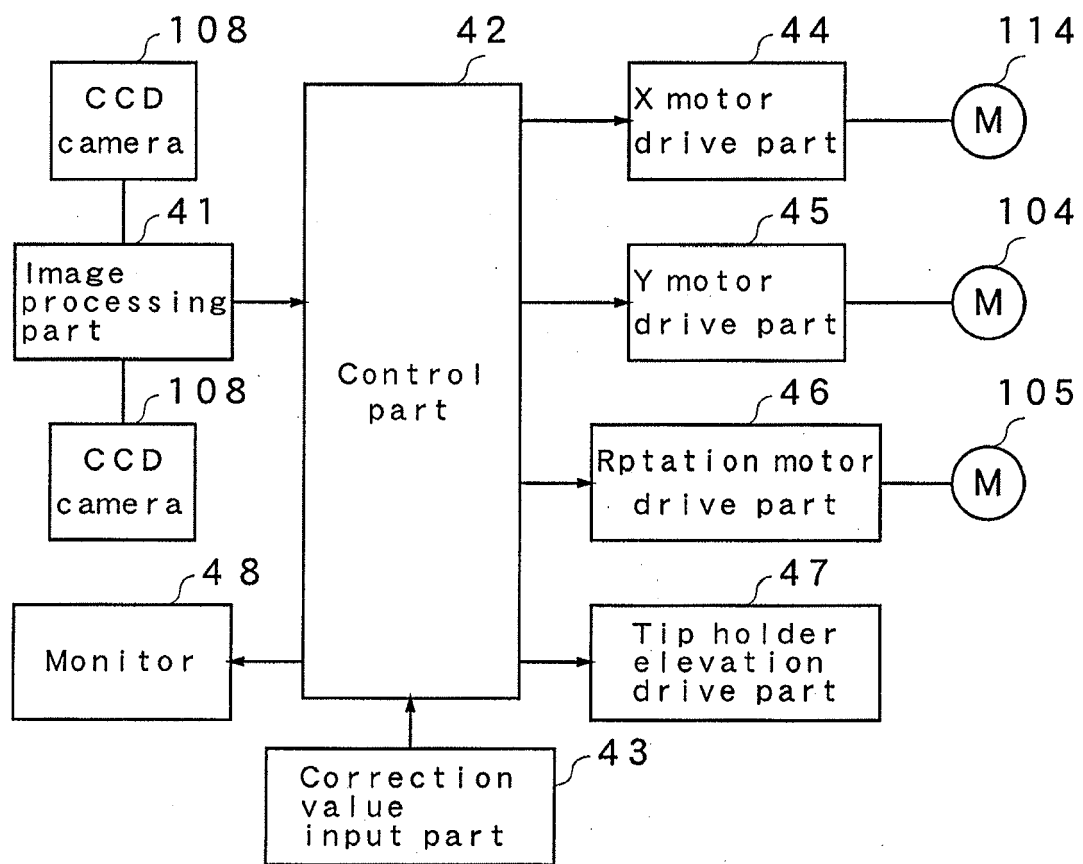 108
CCD
camera
41
Image
processing
part
108
CCD
camera
48
Monitor
42
Control
part
43
Correction
value
input part
44
X motor
drive part
114
M
45
Y motor
drive part
104
M
46
Rptation motor
drive part
105
M
47
Tip holder
elevation
drive part